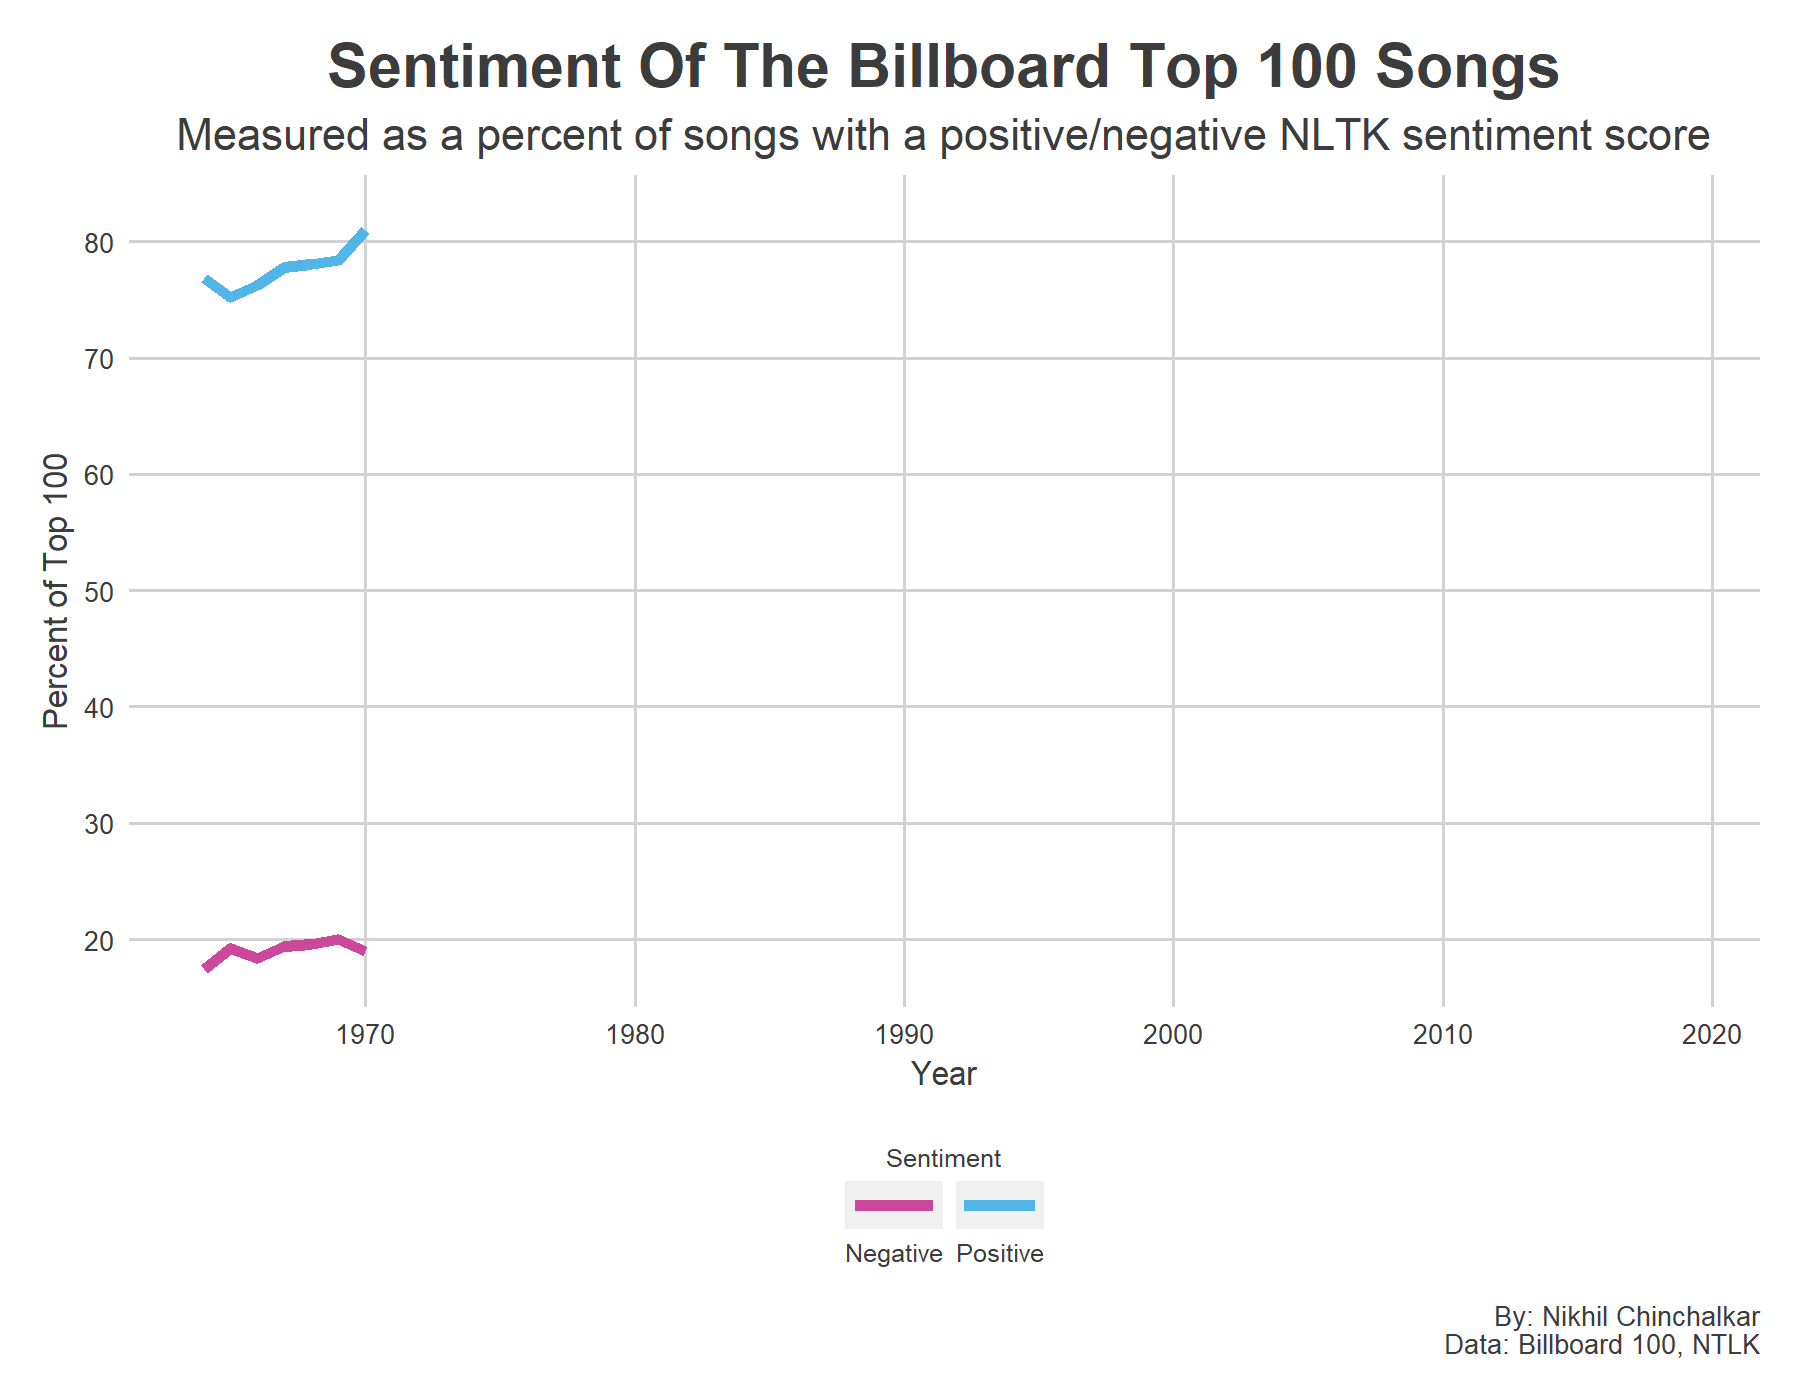 Sentiment Of The Billboard Top 100 Songs
Measured as a percent of songs with a positive/negative NLTK sentiment score
80
70
60
50
40
30
20
Percent of Top 100
1970 1980 1990 2000 2010 2020
Year
Sentiment
Negative Positive
By: Nikhil Chinchalkar
Data: Billboard 100, NTLK